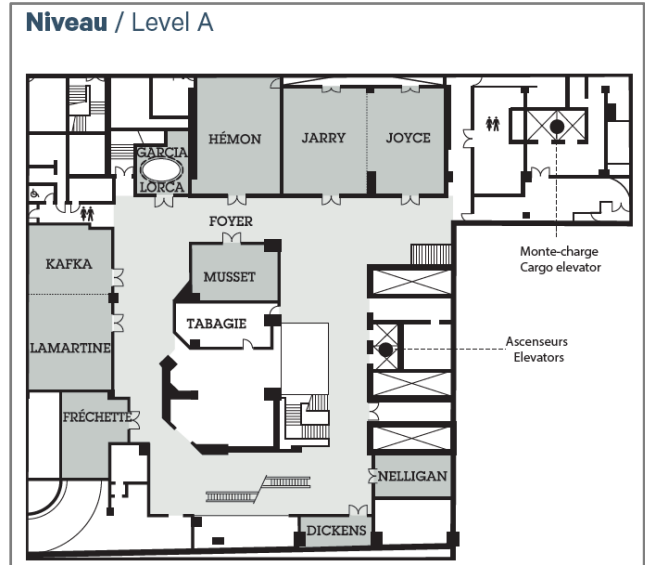 Niveau / Level A
HÉMON
JARRY
JOYCE
GARCIA
LORCA
FOYER
KAFKA
MUSSET
Monte-charge
Cargo elevator
TABAGIE
LAMARTINE
Ascenseurs
Elevators
FRÉCHETTE
NELLIGAN
DICKENS